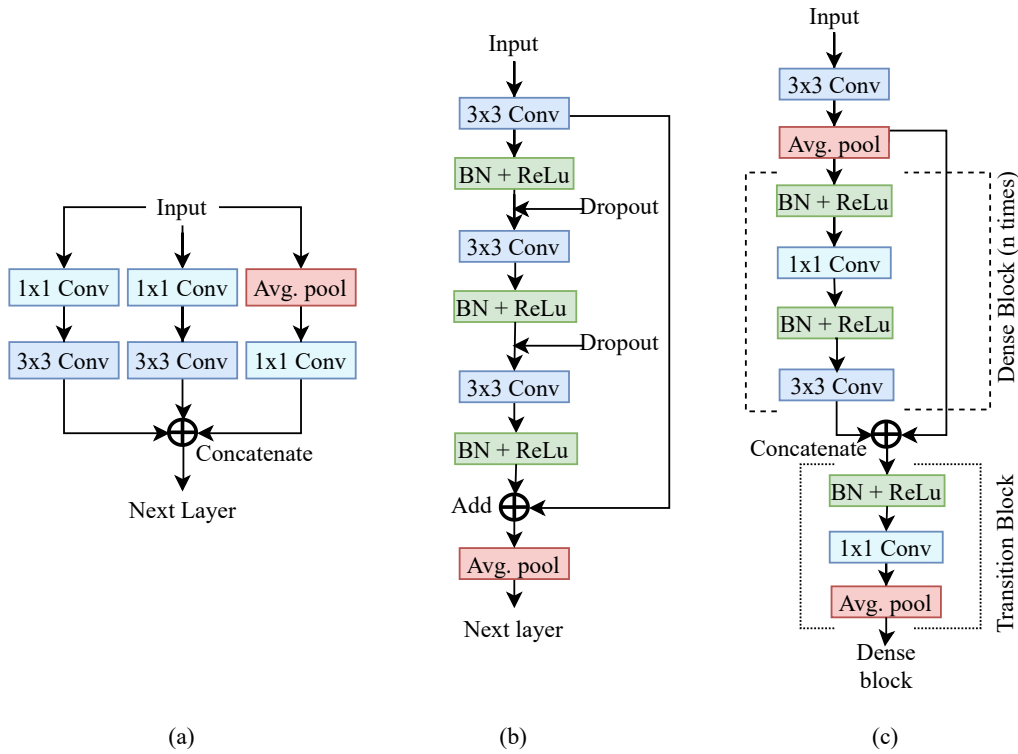 Input
1x1 Conv
1x1 Conv
Avg. pool
3x3 Conv
3x3 Conv
1x1 Conv
Concatenate
Next Layer
(a)
Input
3x3 Conv
BN + ReLu
Dropout
3x3 Conv
BN + ReLu
Dropout
3x3 Conv
BN + ReLu
Add
Avg. pool
Next layer
(b)
Input
3x3 Conv
Avg. pool
BN + ReLu
1x1 Conv
BN + ReLu
3x3 Conv
Dense Block (n times)
Concatenate
BN + ReLu
1x1 Conv
Avg. pool
Transition Block
Dense
block
(c)